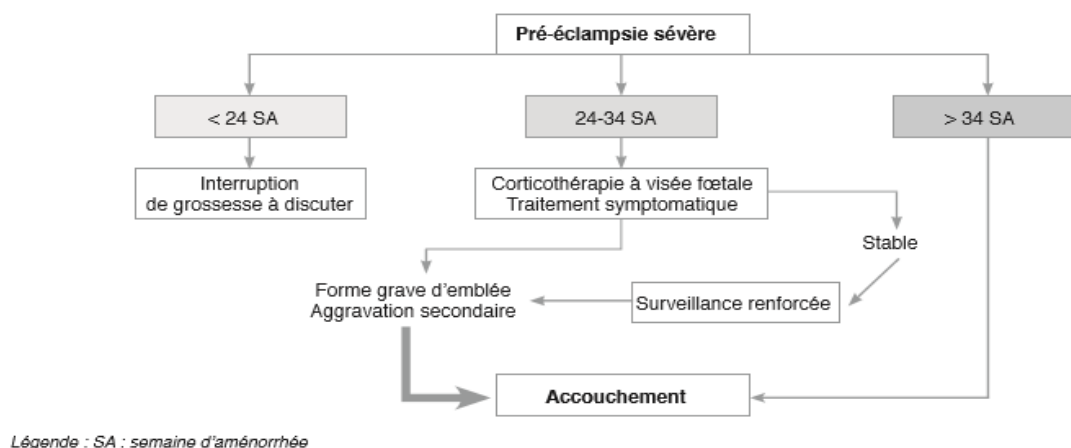 Pré-éclampsie sévère
< 24 SA
24-34 SA
> 34 SA
Interruption
de grossesse à discuter
Corticothérapie à visée fœtale
Traitement symptomatique
Stable
Forme grave d’emblée
Aggravation secondaire
Surveillance renforcée
Accouchement
Légende : SA : semaine d’aménorrhée